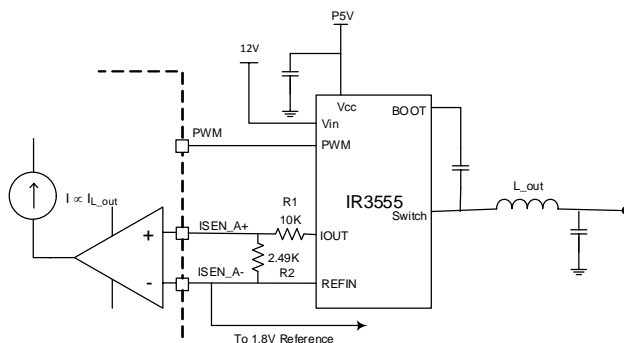 P5V
12V
Vcc
BOOT
Vin
PWM
PWM
I ∝ I L_out
R1
L_out
IR3555
Switch
ISEN_A+
10K
IOUT
+
2.49K
ISEN_A-
R2
REFIN
-
To 1.8V Reference